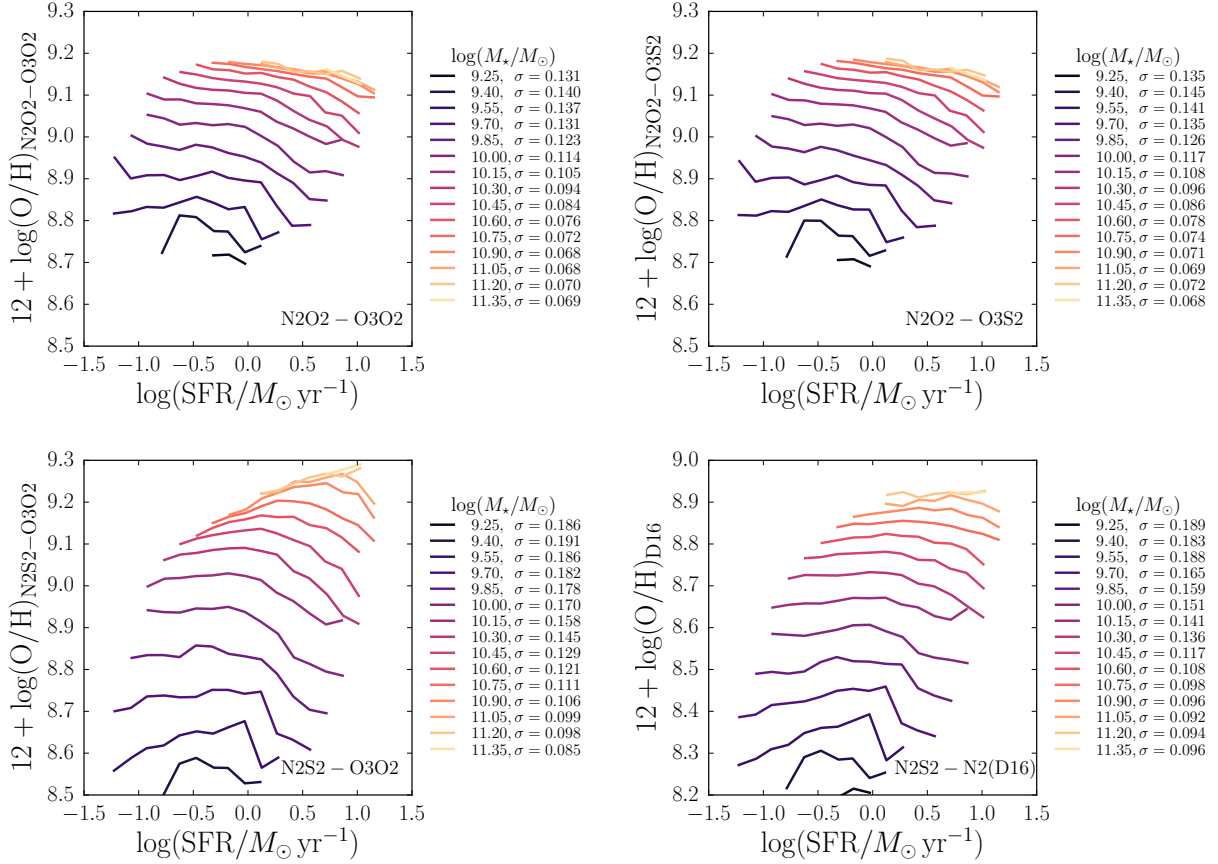 12 + log(O/H)N2O2−O3O2
9.3
9.2
9.1
9.0
8.9
8.8
8.7
8.6
8.5
N2O2 − O3O2
−1.5 −1.0 −0.5 0.0 0.5 1.0 1.5
log(SFR/M⊙ yr−1)
log(M⋆/M⊙)
9.25, σ = 0.131
9.40, σ = 0.140
9.55, σ = 0.137
9.70, σ = 0.131
9.85, σ = 0.123
10.00, σ = 0.114
10.15, σ = 0.105
10.30, σ = 0.094
10.45, σ = 0.084
10.60, σ = 0.076
10.75, σ = 0.072
10.90, σ = 0.068
11.05, σ = 0.068
11.20, σ = 0.070
11.35, σ = 0.069
12 + log(O/H)N2O2−O3S2
9.3
9.2
9.1
9.0
8.9
8.8
8.7
8.6
8.5
N2O2 − O3S2
−1.5 −1.0 −0.5 0.0 0.5 1.0 1.5
log(SFR/M⊙ yr−1)
log(M⋆/M⊙)
9.25, σ = 0.135
9.40, σ = 0.145
9.55, σ = 0.141
9.70, σ = 0.135
9.85, σ = 0.126
10.00, σ = 0.117
10.15, σ = 0.108
10.30, σ = 0.096
10.45, σ = 0.086
10.60, σ = 0.078
10.75, σ = 0.074
10.90, σ = 0.071
11.05, σ = 0.069
11.20, σ = 0.072
11.35, σ = 0.068
12 + log(O/H)N2S2−O3O2
9.3
9.2
9.1
9.0
8.9
8.8
8.7
8.6
8.5
N2S2 − O3O2
−1.5 −1.0 −0.5 0.0 0.5 1.0 1.5
log(SFR/M⊙ yr−1)
log(M⋆/M⊙)
9.25, σ = 0.186
9.40, σ = 0.191
9.55, σ = 0.186
9.70, σ = 0.182
9.85, σ = 0.178
10.00, σ = 0.170
10.15, σ = 0.158
10.30, σ = 0.145
10.45, σ = 0.129
10.60, σ = 0.121
10.75, σ = 0.111
10.90, σ = 0.106
11.05, σ = 0.099
11.20, σ = 0.098
11.35, σ = 0.085
12 + log(O/H)D16
9.0
8.9
8.8
8.7
8.6
8.5
8.4
8.3
8.2
N2S2 − N2(D16)
−1.5 −1.0 −0.5 0.0 0.5 1.0 1.5
log(SFR/M⊙ yr−1)
log(M⋆/M⊙)
9.25, σ = 0.189
9.40, σ = 0.183
9.55, σ = 0.188
9.70, σ = 0.165
9.85, σ = 0.159
10.00, σ = 0.151
10.15, σ = 0.141
10.30, σ = 0.136
10.45, σ = 0.117
10.60, σ = 0.108
10.75, σ = 0.098
10.90, σ = 0.096
11.05, σ = 0.092
11.20, σ = 0.094
11.35, σ = 0.096